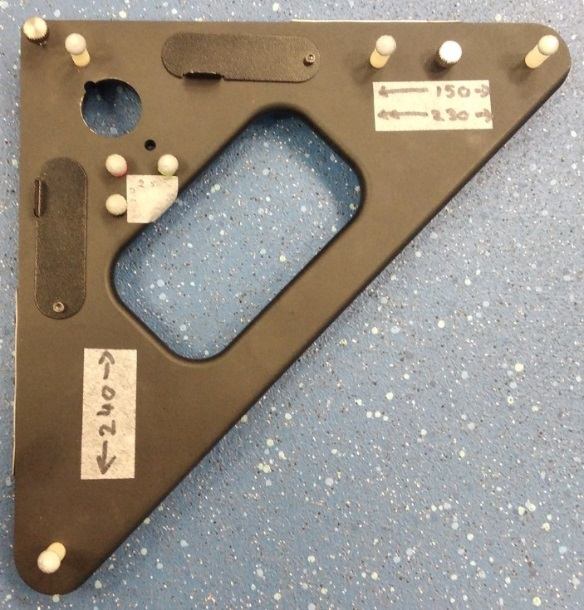 ← 150 →
← 230 →
← 240 →